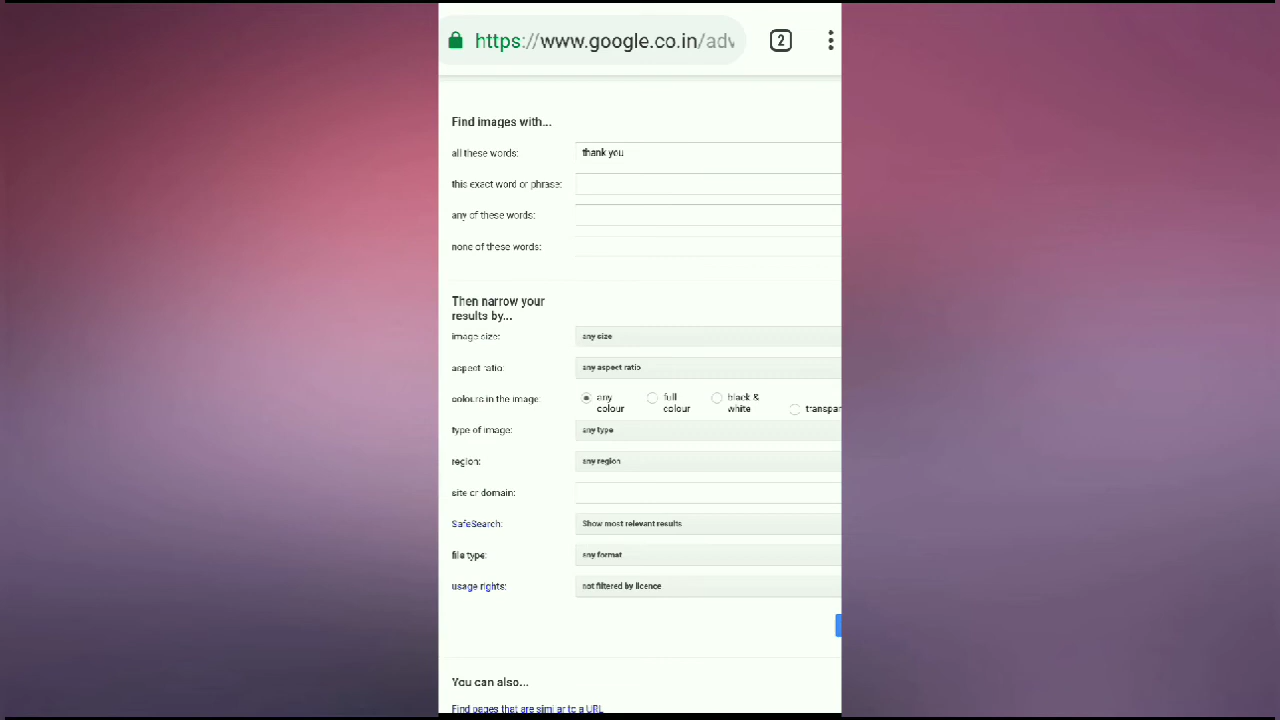 https://www.google.co.in/adv
2
Find images with...
all these words: thank you
this exact word or phrase:
any of these words:
none of these words:
Then narrow your
results by...
image size: any size
aspect ratio: any aspect ratio
colours in the image: any colour full colour black & white transpar
type of image: any type
region: any region
site or domain:
SafeSearch: Show most relevant results
file type: any format
usage rights: not filtered by licence
You can also...
Find pages that are similar to a URL